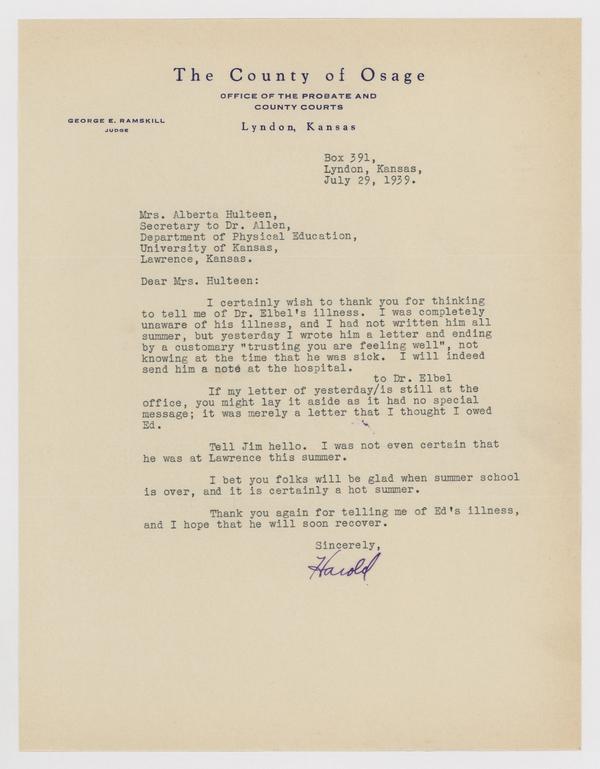 The County of Osage
OFFICE OF THE PROBATE AND
COUNTY COURTS
GEORGE E. RAMSKILL
JUDGE
Lyndon, Kansas
Box 391,
Lyndon, Kansas,
July 29, 1939.
Mrs. Alberta Hulteen,
Secretary to Dr. Allen,
Department of Physical Education,
University of Kansas,
Lawrence, Kansas.
Dear Mrs. Hulteen:
I certainly wish to thank you for thinking
to tell me of Dr. Elbel's illness. I was completely
unaware of his illness, and I had not written him all
summer, but yesterday I wrote him a letter and ending
by a customary "trusting you are feeling well", not
knowing at the time that he was sick. I will indeed
send him a note at the hospital.
to Dr. Elbel
If my letter of yesterday/is still at the
office, you might lay it aside as it had no special
message; it was merely a letter that I thought I owed
Ed.
Tell Jim hello. I was not even certain that
he was at Lawrence this summer.
I bet you folks will be glad when summer school
is over, and it is certainly a hot summer.
Thank you again for telling me of Ed's illness,
and I hope that he will soon recover.
Sincerely,
Harold